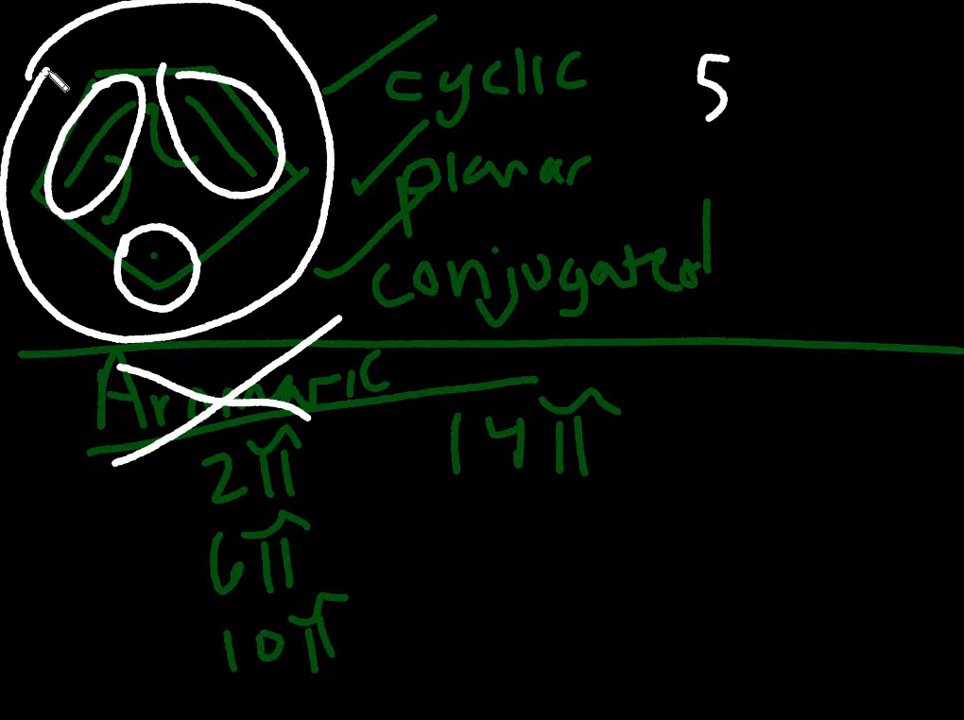 cyclic 5
planar
conjugated
Aromatic
2π 14π
6π
10π